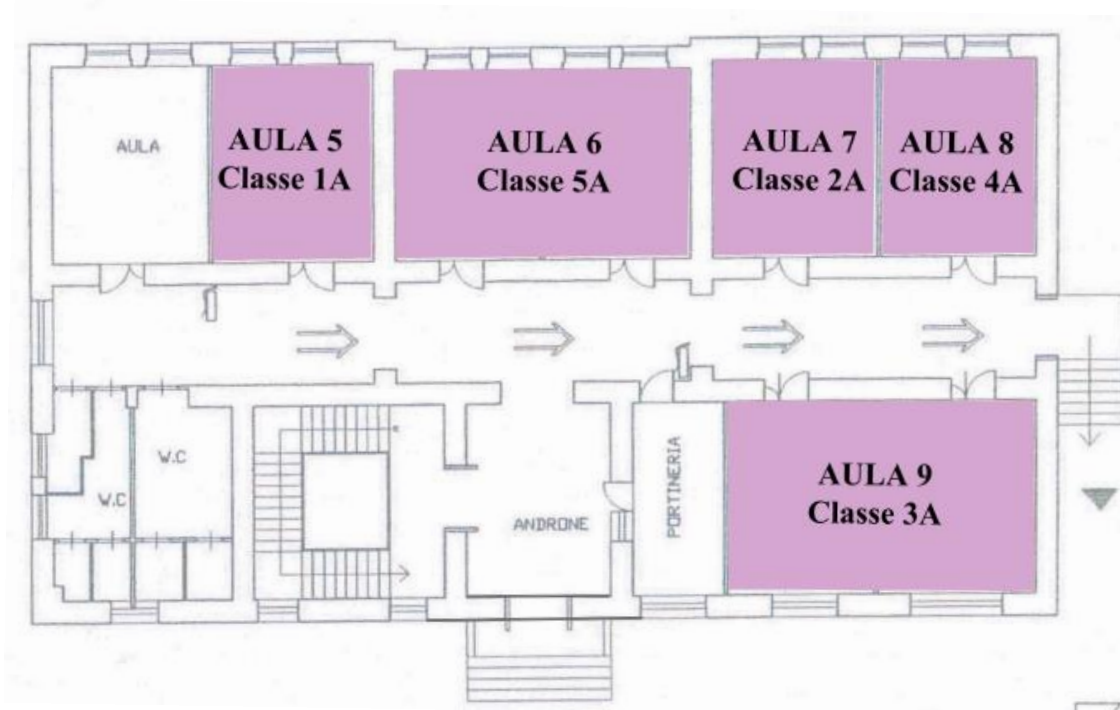 AULA
AULA 5
Classe 1A
AULA 6
Classe 5A
AULA 7
Classe 2A
AULA 8
Classe 4A
W.C
W.C
ANDRONE
PORTINERIA
AULA 9
Classe 3A